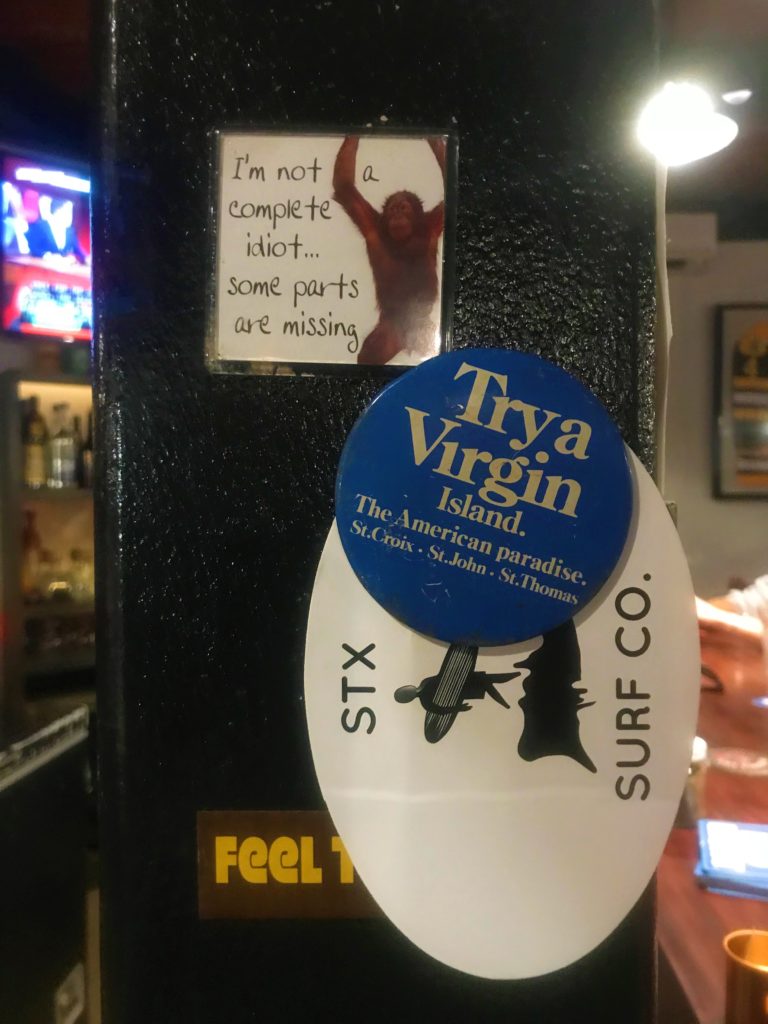 I'm not a
complete
idiot...
some parts
are missing
Try a
Virgin
Island.
The American paradise.
St.Croix • St.John • St.Thomas
STX
SURF CO.
FEEL T